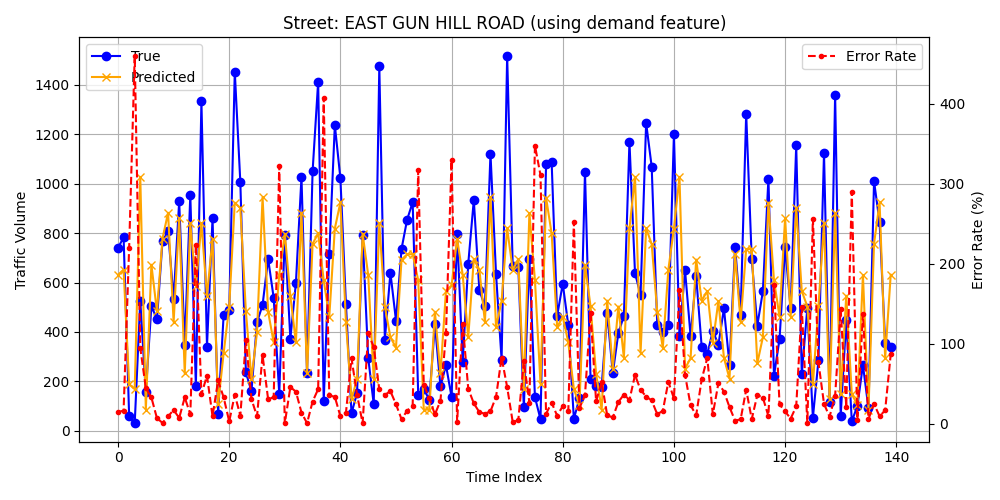 Street: EAST GUN HILL ROAD (using demand feature)
True
Predicted
Error Rate
Traffic Volume
1400
1200
1000
800
600
400
200
0
400
300
200
100
0
Error Rate (%)
0 20 40 60 80 100 120 140
Time Index